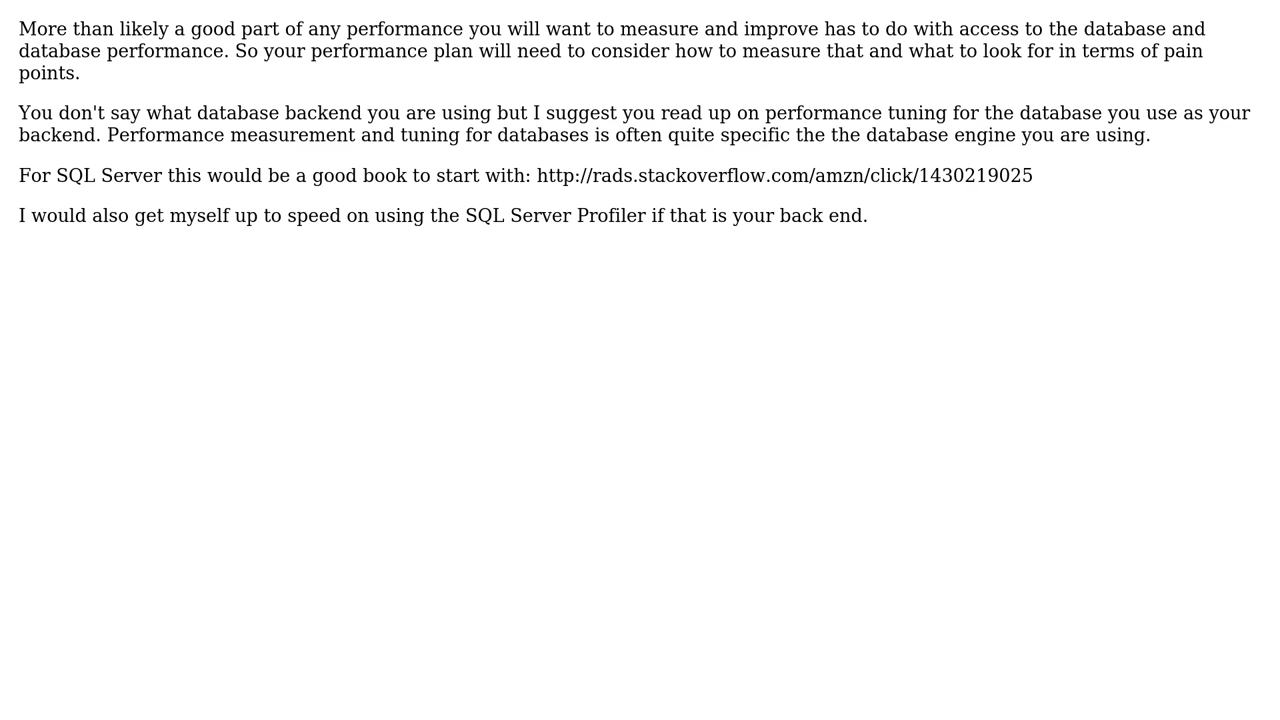 More than likely a good part of any performance you will want to measure and improve has to do with access to the database and
database performance. So your performance plan will need to consider how to measure that and what to look for in terms of pain
points.
You don't say what database backend you are using but I suggest you read up on performance tuning for the database you use as your
backend. Performance measurement and tuning for databases is often quite specific the the database engine you are using.
For SQL Server this would be a good book to start with: http://rads.stackoverflow.com/amzn/click/1430219025
I would also get myself up to speed on using the SQL Server Profiler if that is your back end.